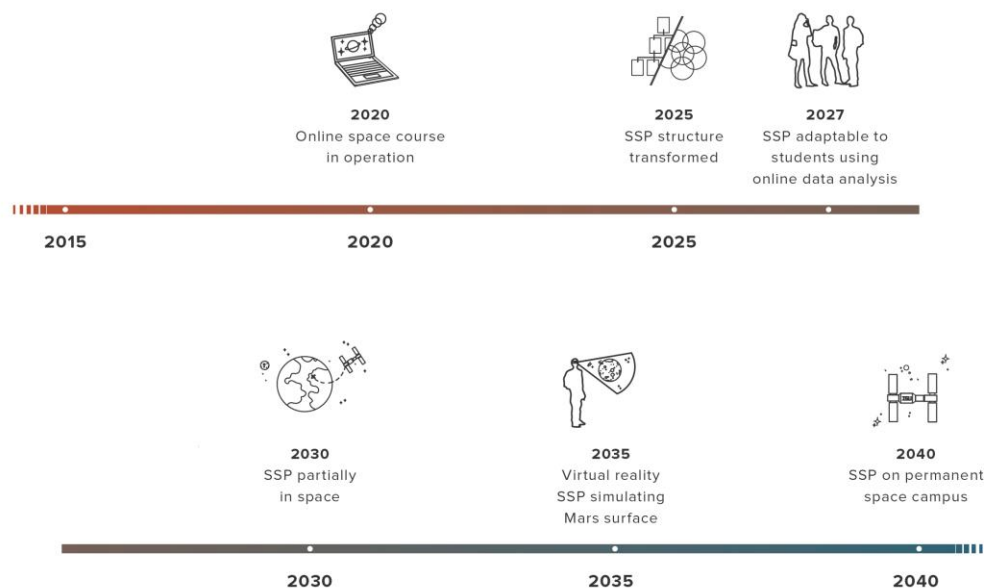 2020
Online space course
in operation
2025
SSP structure
transformed
2027
SSP adaptable to
students using
online data analysis
2015
2020
2025
2030
SSP partially
in space
2035
Virtual reality
SSP simulating
Mars surface
2040
SSP on permanent
space campus
2030
2035
2040